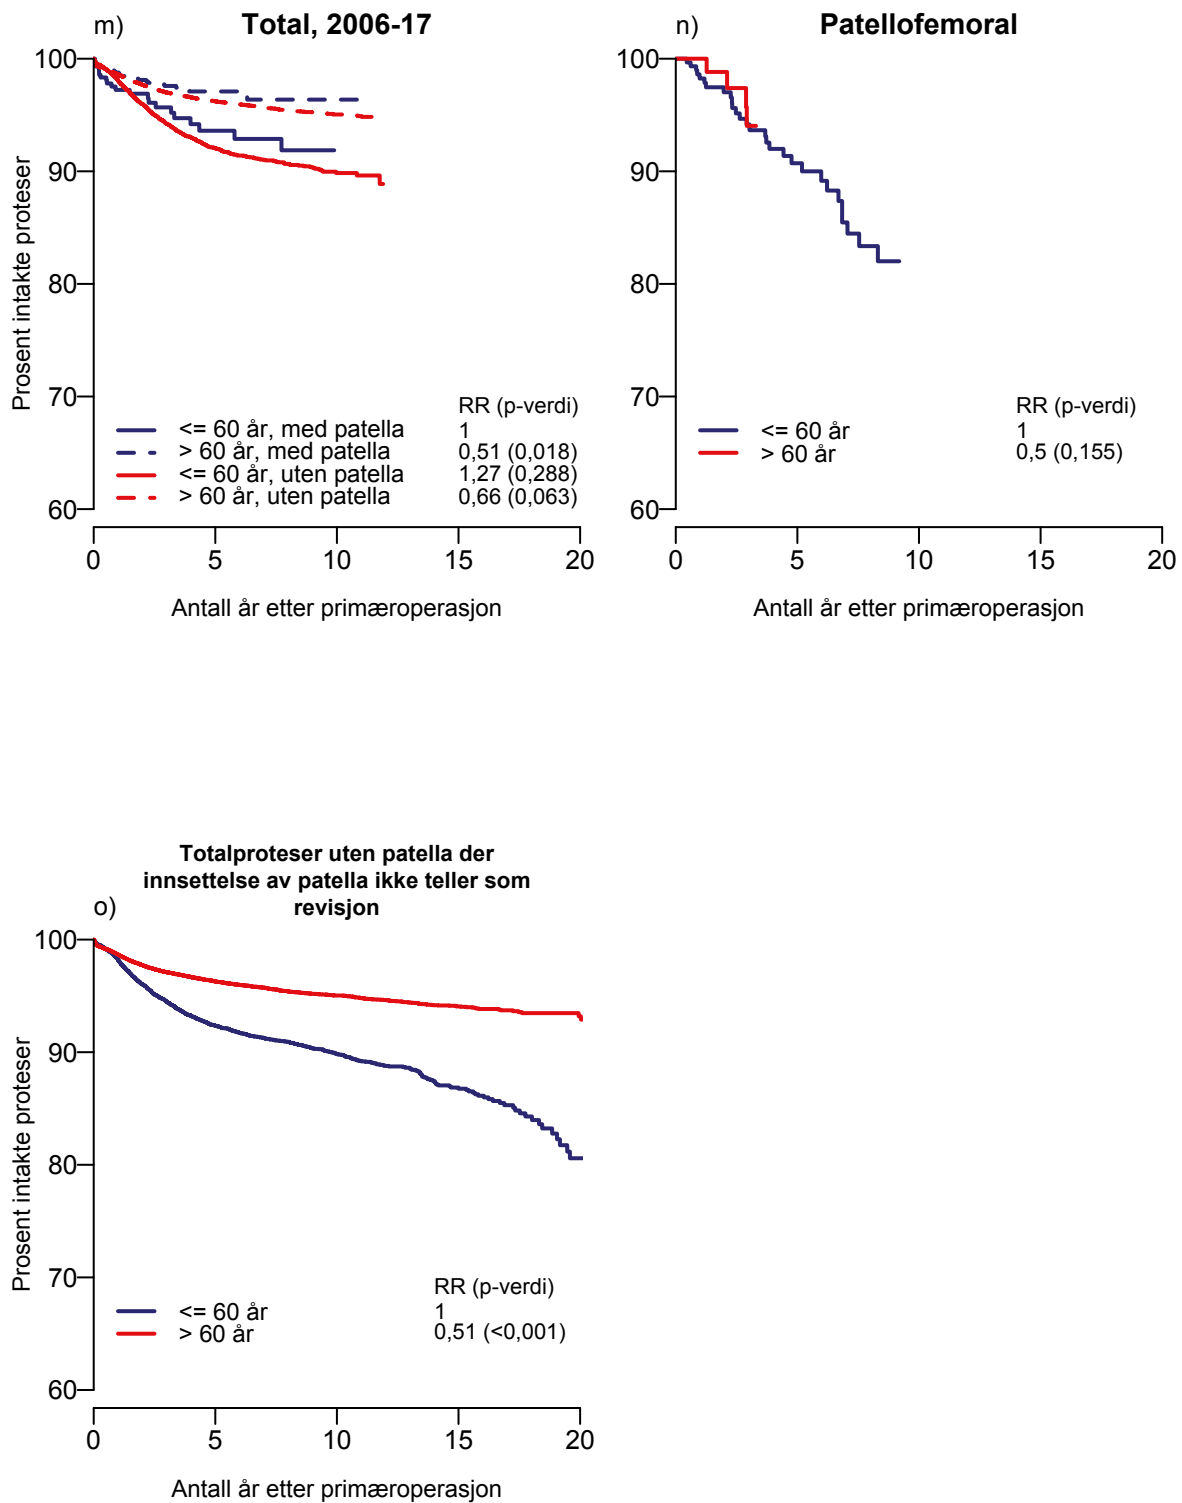 m) Total, 2006-17
100
90
80
70
60
Prosent intakte proteser
RR (p-verdi)
<= 60 år, med patella 1
> 60 år, med patella 0,51 (0,018)
<= 60 år, uten patella 1,27 (0,288)
> 60 år, uten patella 0,66 (0,063)
0 5 10 15 20
Antall år etter primæroperasjon
n) Patellofemoral
100
90
80
70
60
Prosent intakte proteser
RR (p-verdi)
<= 60 år 1
> 60 år 0,5 (0,155)
0 5 10 15 20
Antall år etter primæroperasjon
Totalproteser uten patella der
innsettelse av patella ikke teller som
o) revisjon
100
90
80
70
60
Prosent intakte proteser
RR (p-verdi)
<= 60 år 1
> 60 år 0,51 (<0,001)
0 5 10 15 20
Antall år etter primæroperasjon